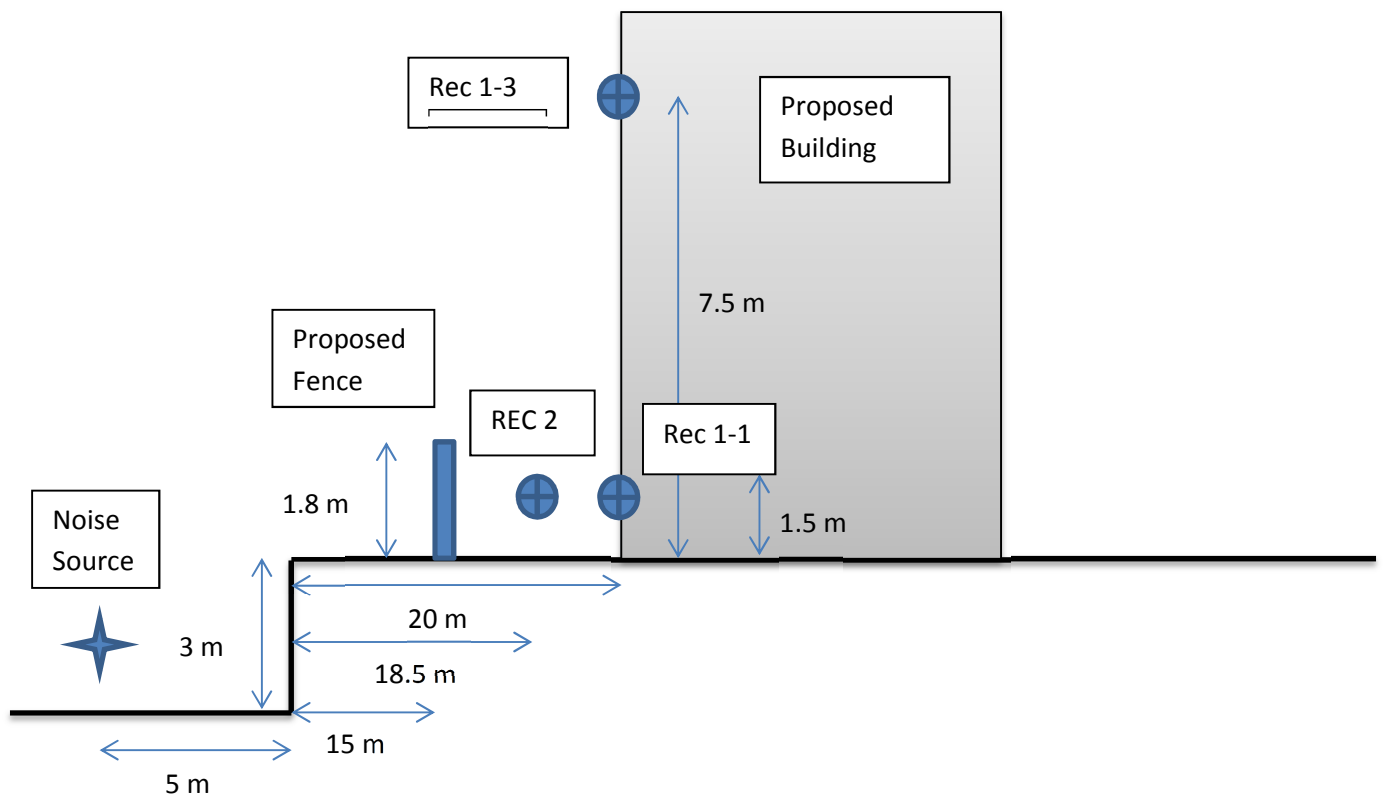 Rec 1-3
Proposed
Building
7.5 m
Proposed
Fence
REC 2
Rec 1-1
1.8 m
1.5 m
Noise
Source
20 m
3 m
18.5 m
15 m
5 m